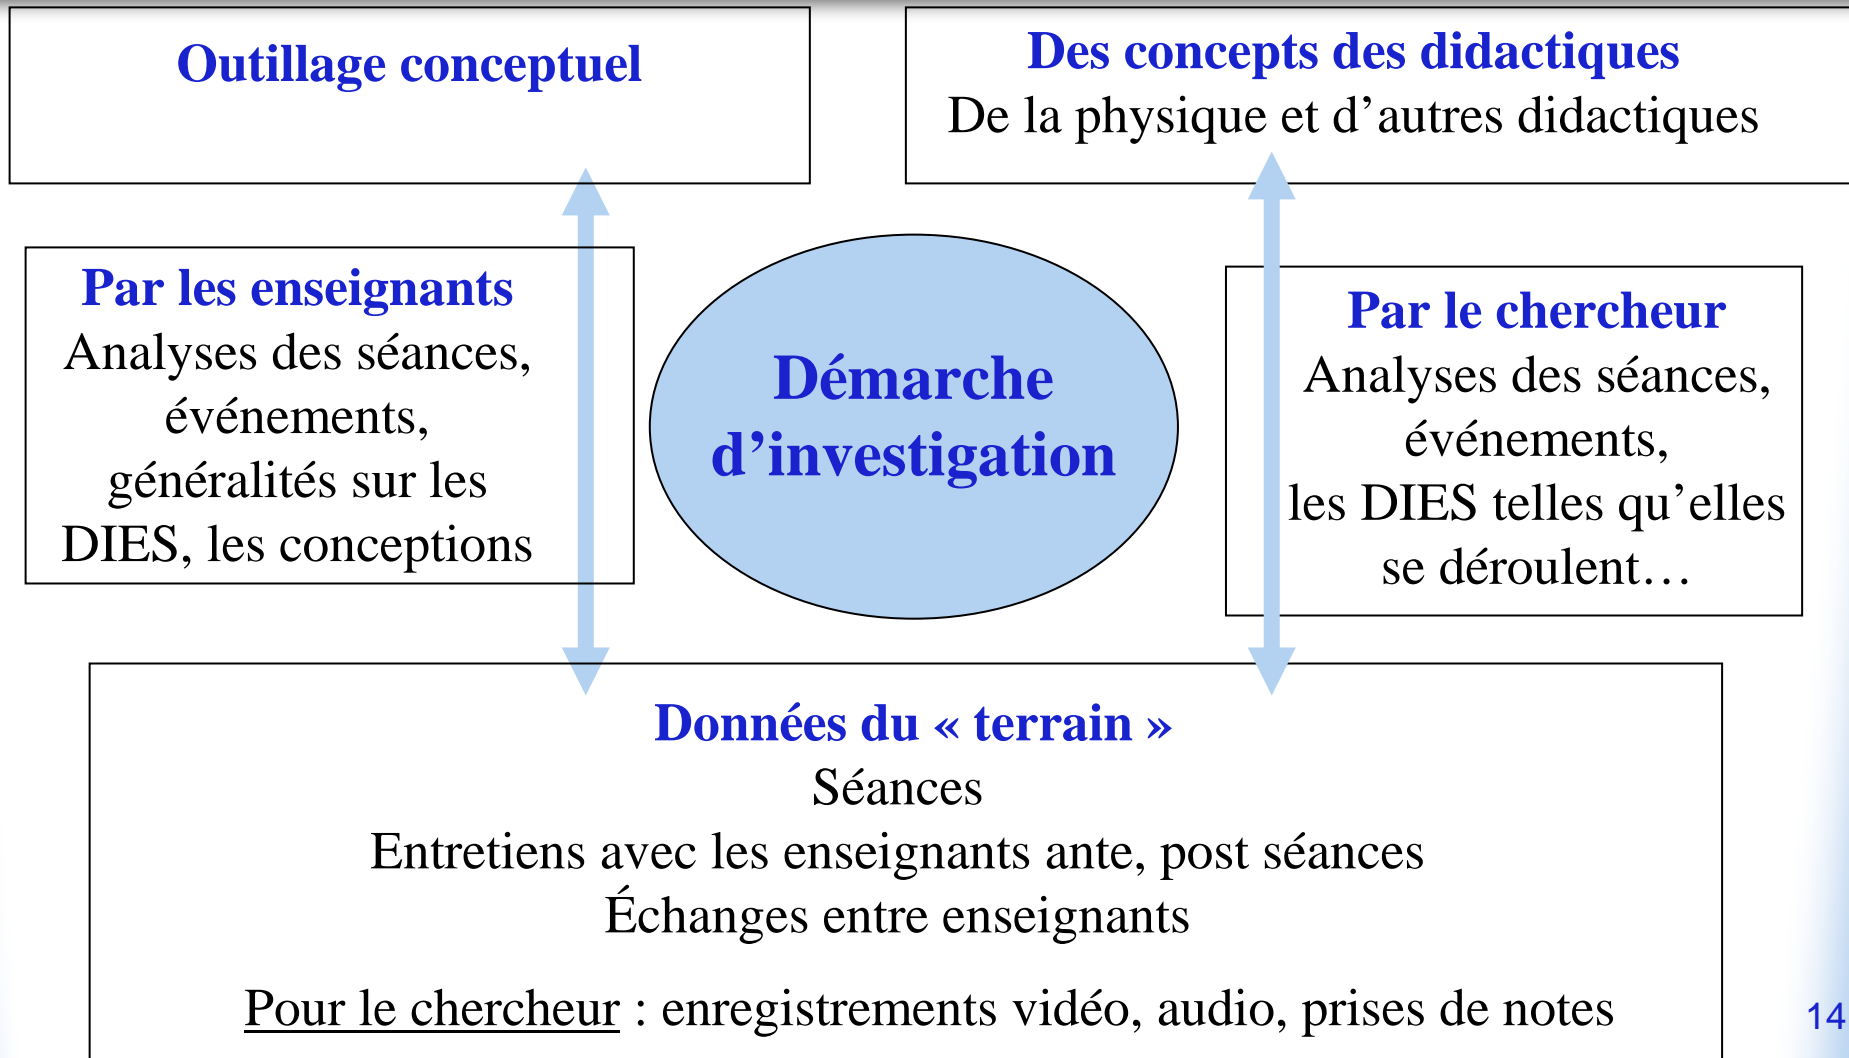 Outillage conceptuel
Des concepts des didactiques
De la physique et d’autres didactiques
Par les enseignants
Analyses des séances,
événements,
généralités sur les
DIES, les conceptions
Démarche
d’investigation
Par le chercheur
Analyses des séances,
événements,
les DIES telles qu’elles
se déroulent…
Données du « terrain »
Séances
Entretiens avec les enseignants ante, post séances
Échanges entre enseignants
Pour le chercheur : enregistrements vidéo, audio, prises de notes
14